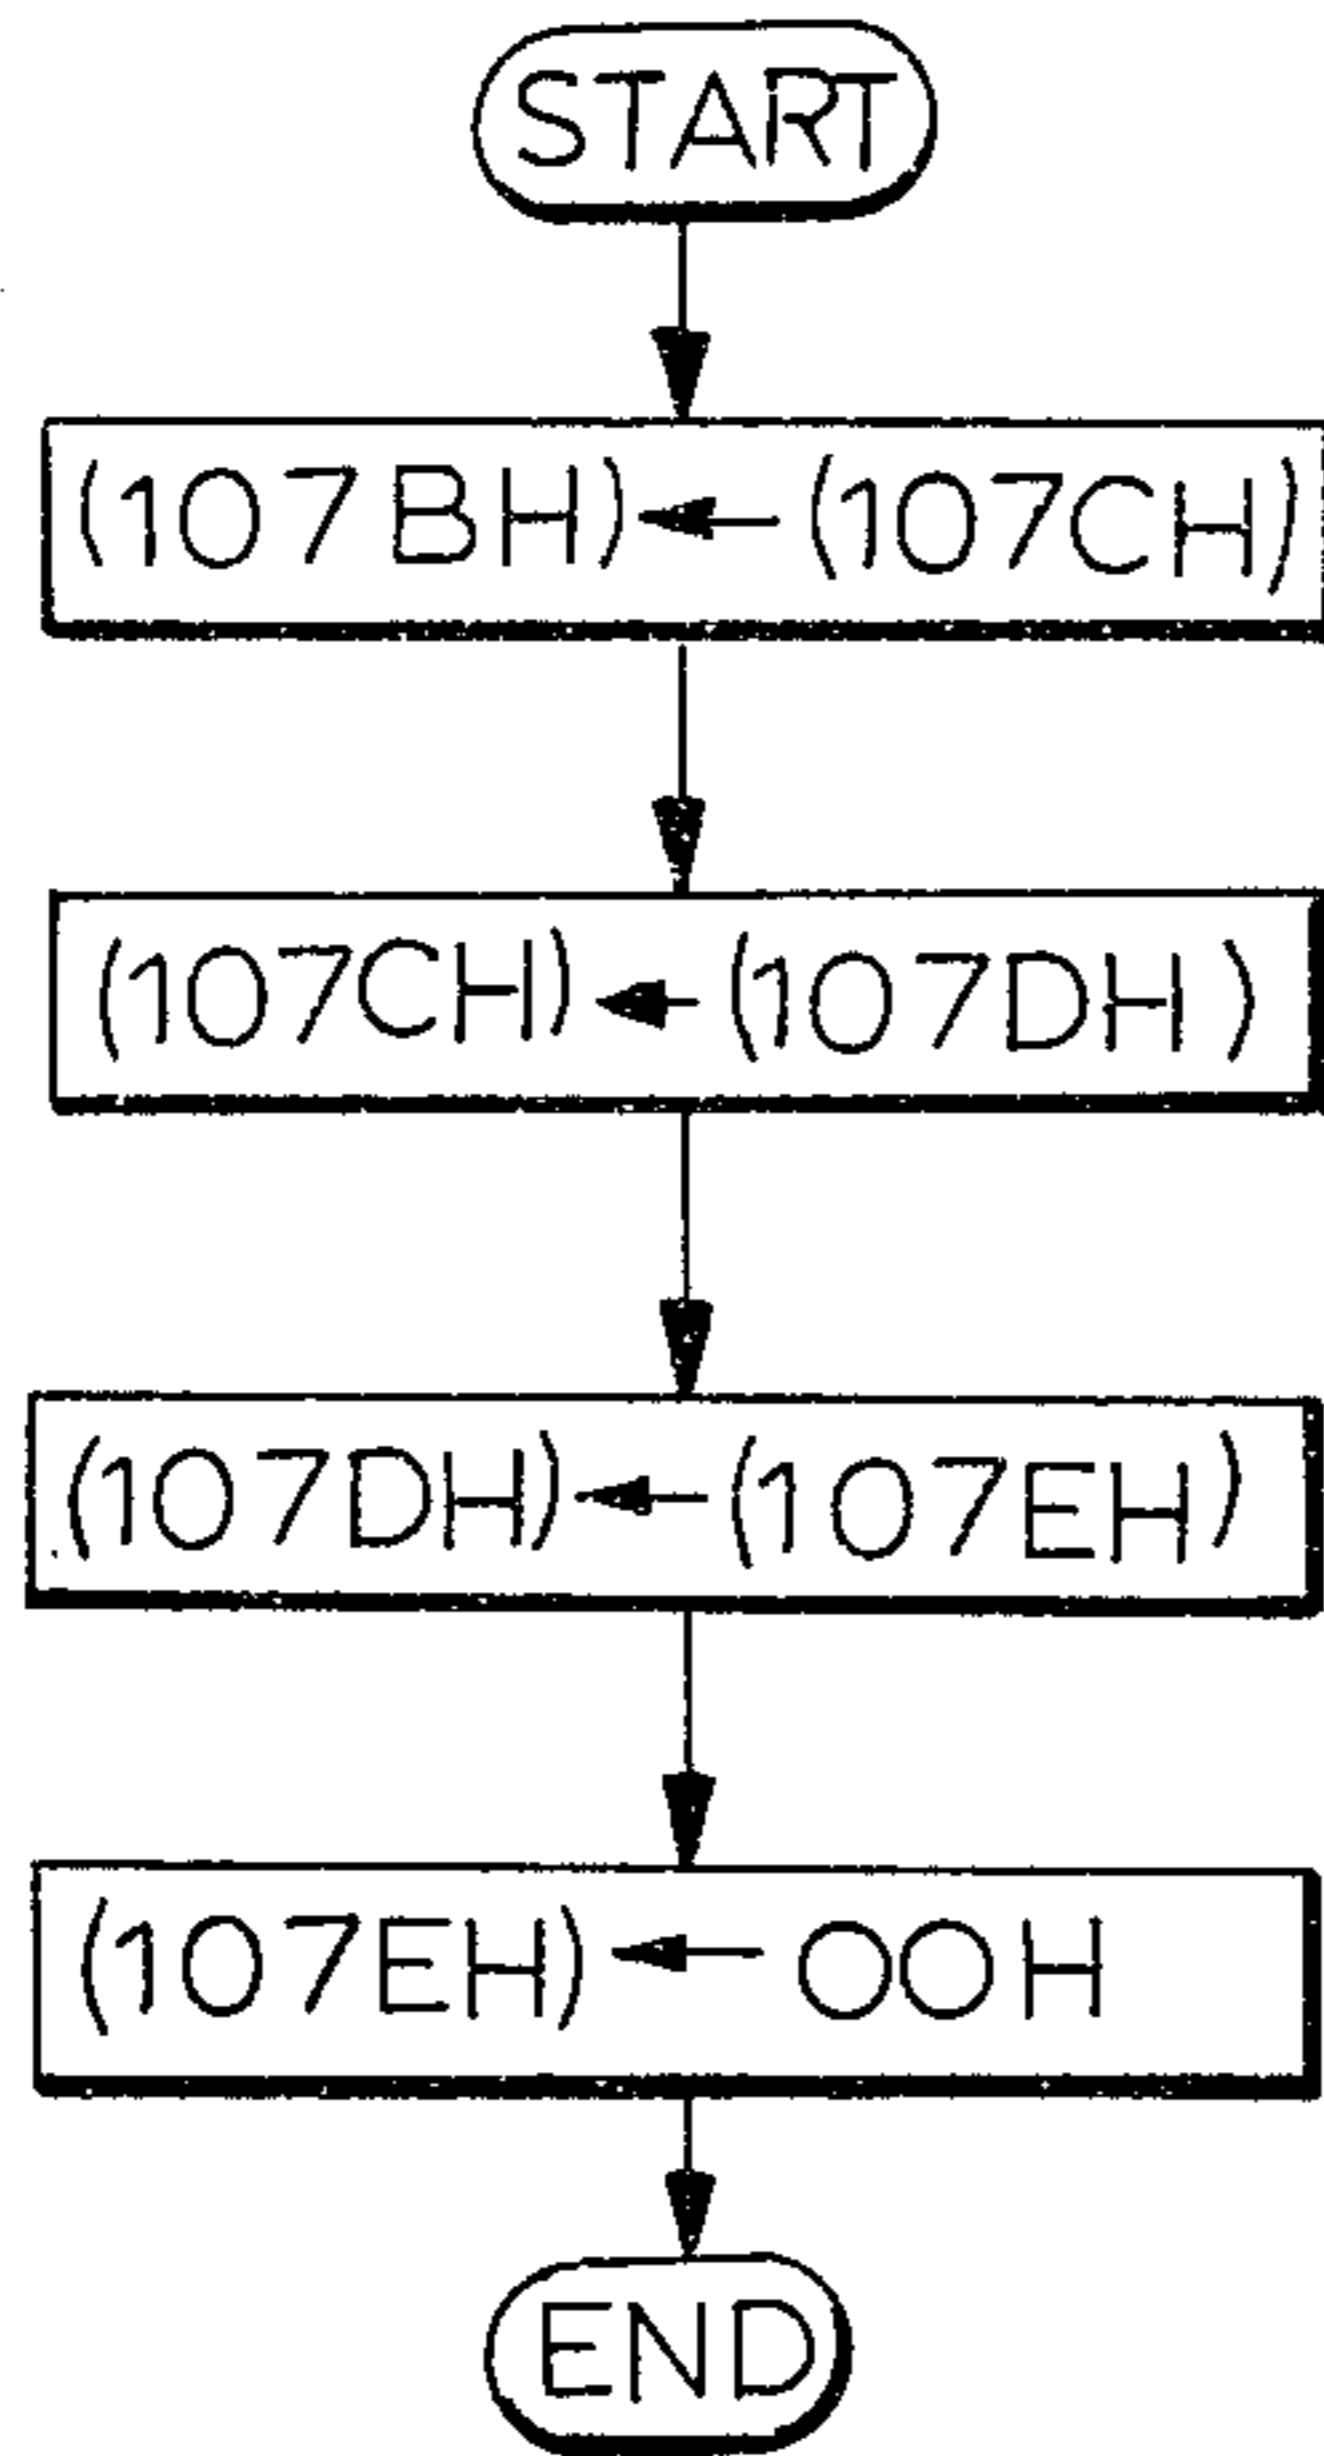 START
(107BH) ← (107CH)
(107CH) ← (107DH)
(107DH) ← (107EH)
(107EH) ← 00H
END